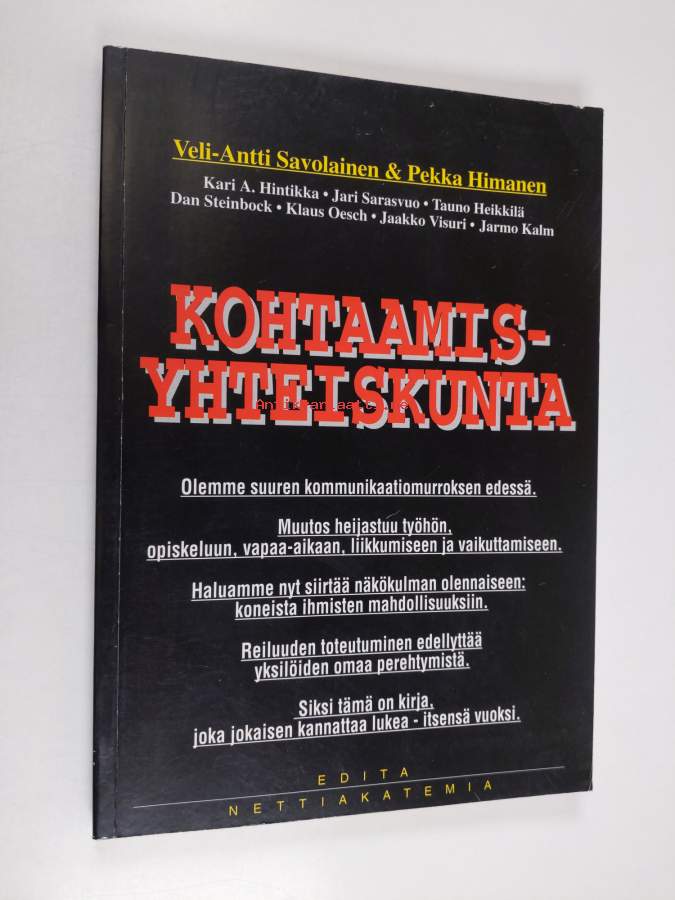 Veli-Antti Savolainen & Pekka Himanen
Kari A. Hintikka • Jari Sarasvuo • Tauno Heikkilä
Dan Steinbock • Klaus Oesch • Jaakko Visuri • Jarmo Kalm
KOHTAAMIS-
YHTEISKUNTA
Olemme suuren kommunikaatiomurroksen edessä.
Muutos heijastuu työhön,
opiskeluun, vapaa-aikaan, liikkumiseen ja vaikuttamiseen.
Haluamme nyt siirtää näkökulman olennaiseen:
koneista ihmisten mahdollisuuksiin.
Reiluuden toteutuminen edellyttää
yksilöiden omaa perehtymistä.
Siksi tämä on kirja,
joka jokaisen kannattaa lukea - itsensä vuoksi.
EDITA
NETTIAKATEMIA